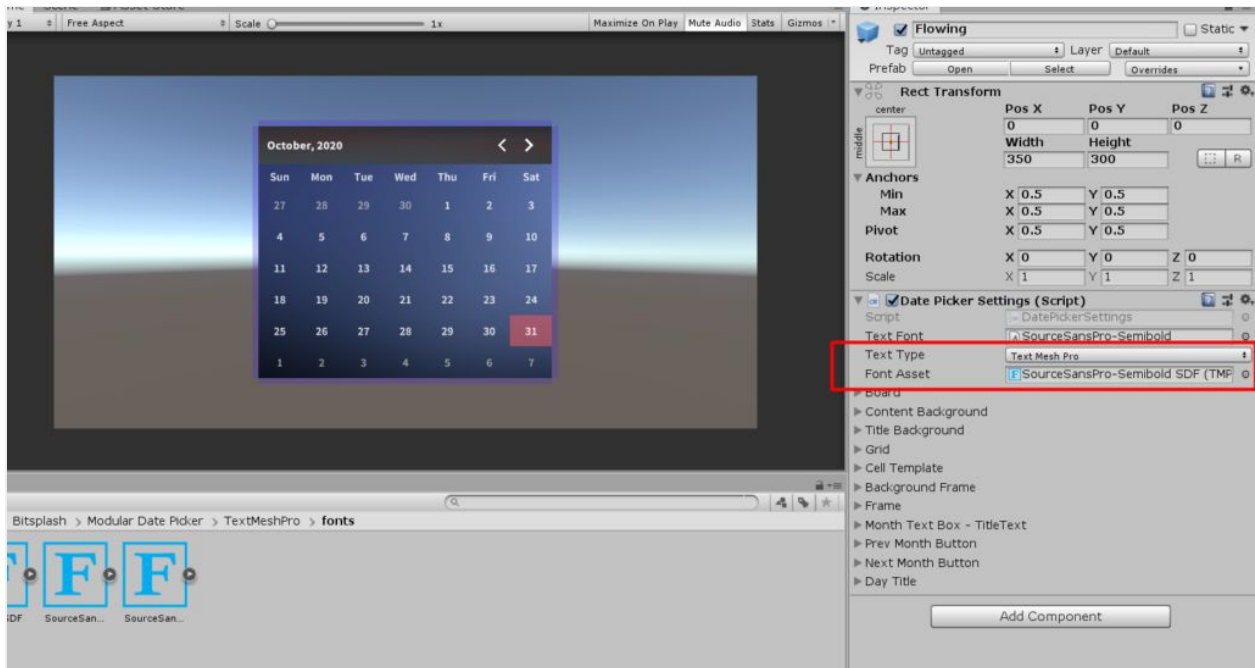 Scene Asset Store
y 1 Free Aspect Scale 1x Maximize On Play Mute Audio Stats Gizmos
October, 2020
Sun Mon Tue Wed Thu Fri Sat
27 28 29 30 1 2 3
4 5 6 7 8 9 10
11 12 13 14 15 16 17
18 19 20 21 22 23 24
25 26 27 28 29 30 31
1 2 3 4 5 6 7
Bitsplash > Modular Date Picker > TextMeshPro > fonts
F F F
SDF SourceSan... SourceSan...
Inspector
Flowing Static
Tag Untagged Layer Default
Prefab Open Select Overrides
Rect Transform
center Pos X Pos Y Pos Z
middle 0 0 0
Width Height
350 300 R
Anchors
Min X 0.5 Y 0.5
Max X 0.5 Y 0.5
Pivot X 0.5 Y 0.5
Rotation X 0 Y 0 Z 0
Scale X 1 Y 1 Z 1
Date Picker Settings (Script)
Script DatePickerSettings
Text Font SourceSansPro-Semibold
Text Type Text Mesh Pro
Font Asset SourceSansPro-Semibold SDF (TMP
Board
Content Background
Title Background
Grid
Cell Template
Background Frame
Frame
Month Text Box - TitleText
Prev Month Button
Next Month Button
Day Title
Add Component